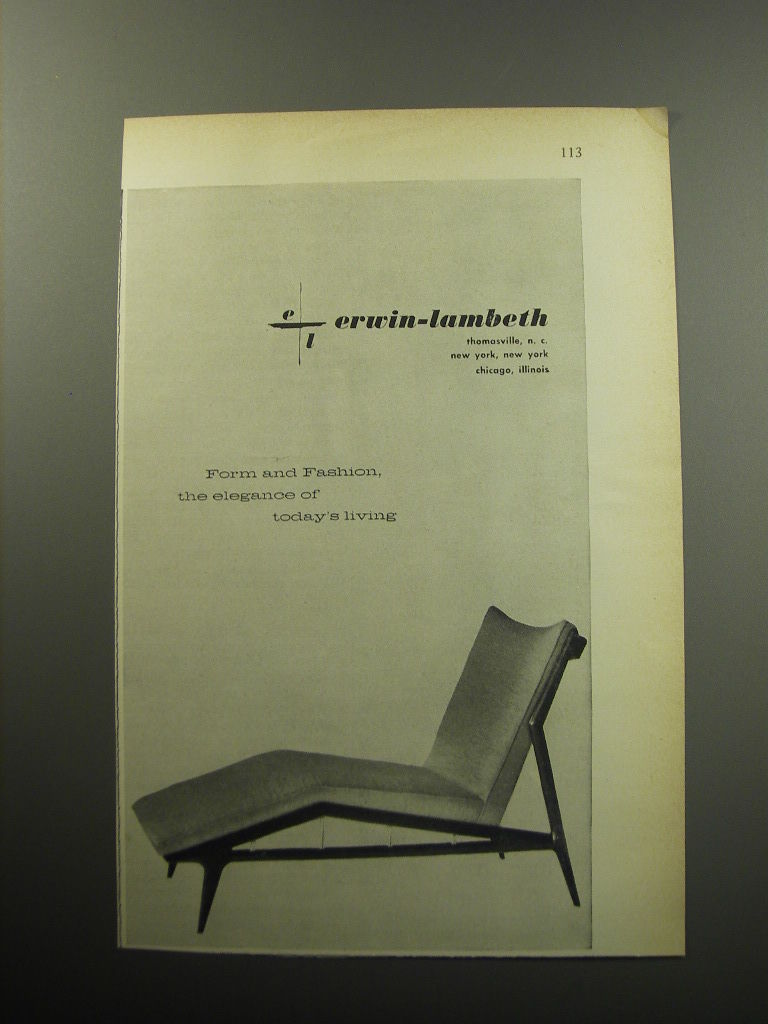 113
e
l
erwin-lambeth
thomasville, n. c.
new york, new york
chicago, illinois
Form and Fashion,
the elegance of
today's living